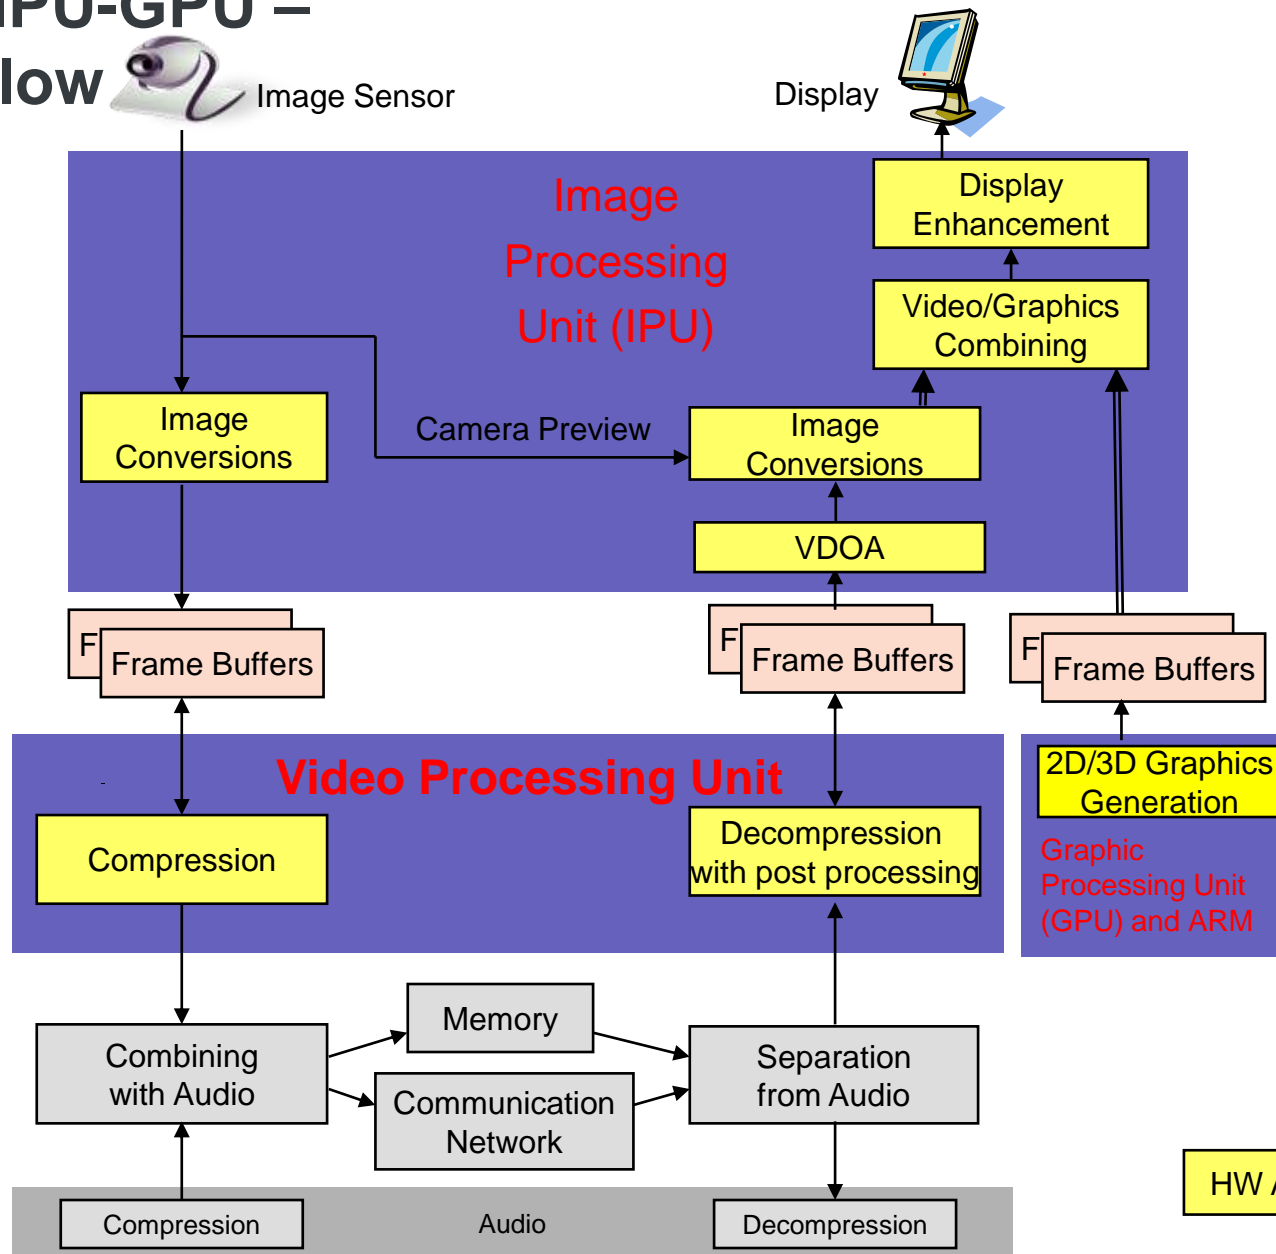 IPU-GPU –
low
Image Sensor
Display
Image
Processing
Unit (IPU)
Display
Enhancement
Video/Graphics
Combining
Image
Conversions
Camera Preview
Image
Conversions
VDOA
F
Frame Buffers
F
Frame Buffers
F
Frame Buffers
Video Processing Unit
2D/3D Graphics
Generation
Compression
Decompression
with post processing
Graphic
Processing Unit
(GPU) and ARM
Memory
Combining
with Audio
Separation
from Audio
Communication
Network
HW A
Compression
Audio
Decompression